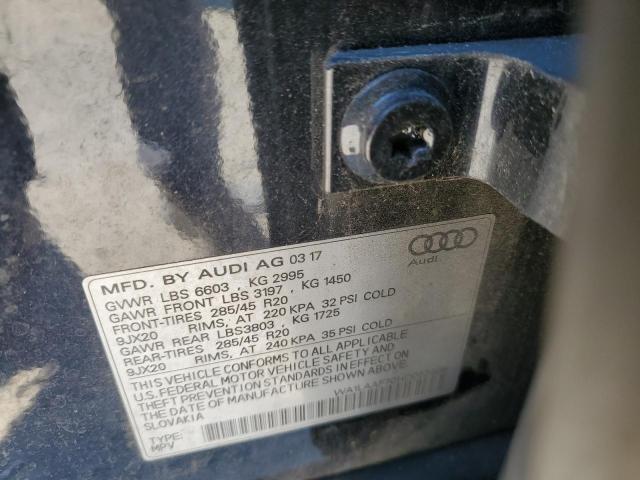 MFD. BY AUDI AG 03 17
GVWR LBS 6603 , KG 2995
GAWR FRONT LBS 3197 , KG 1450
FRONT-TIRES 285/45 R20
9JX20 RIMS, AT 220 KPA 32 PSI COLD
GAWR REAR LBS3803 , KG 1725
REAR-TIRES 285/45 R20
9JX20 RIMS, AT 240 KPA 35 PSI COLD
THIS VEHICLE CONFORMS TO ALL APPLICABLE
U.S. FEDERAL MOTOR VEHICLE SAFETY AND
THEFT PREVENTION STANDARDS IN EFFECT ON
THE DATE OF MANUFACTURE SHOWN ABOVE.
SLOVAKIA
TYPE:
MPV
Audi